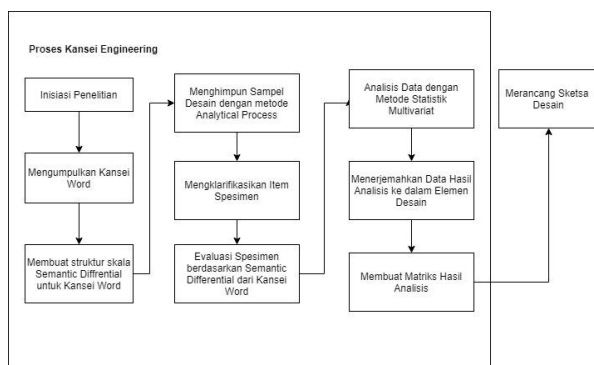 Proses Kansei Engineering
Inisiasi Penelitian
Mengumpulkan Kansei
Word
Membuat struktur skala
Semantic Diffrential
untuk Kansei Word
Menghimpun Sampel
Desain dengan metode
Analytical Process
Mengklarifikasikan Item
Spesimen
Evaluasi Spesimen
berdasarkan Semantic
Differential dari Kansei
Word
Analisis Data dengan
Metode Statistik
Multivariat
Menerjemahkan Data Hasil
Analisis ke dalam Elemen
Desain
Membuat Matriks Hasil
Analisis
Merancang Sketsa
Desain